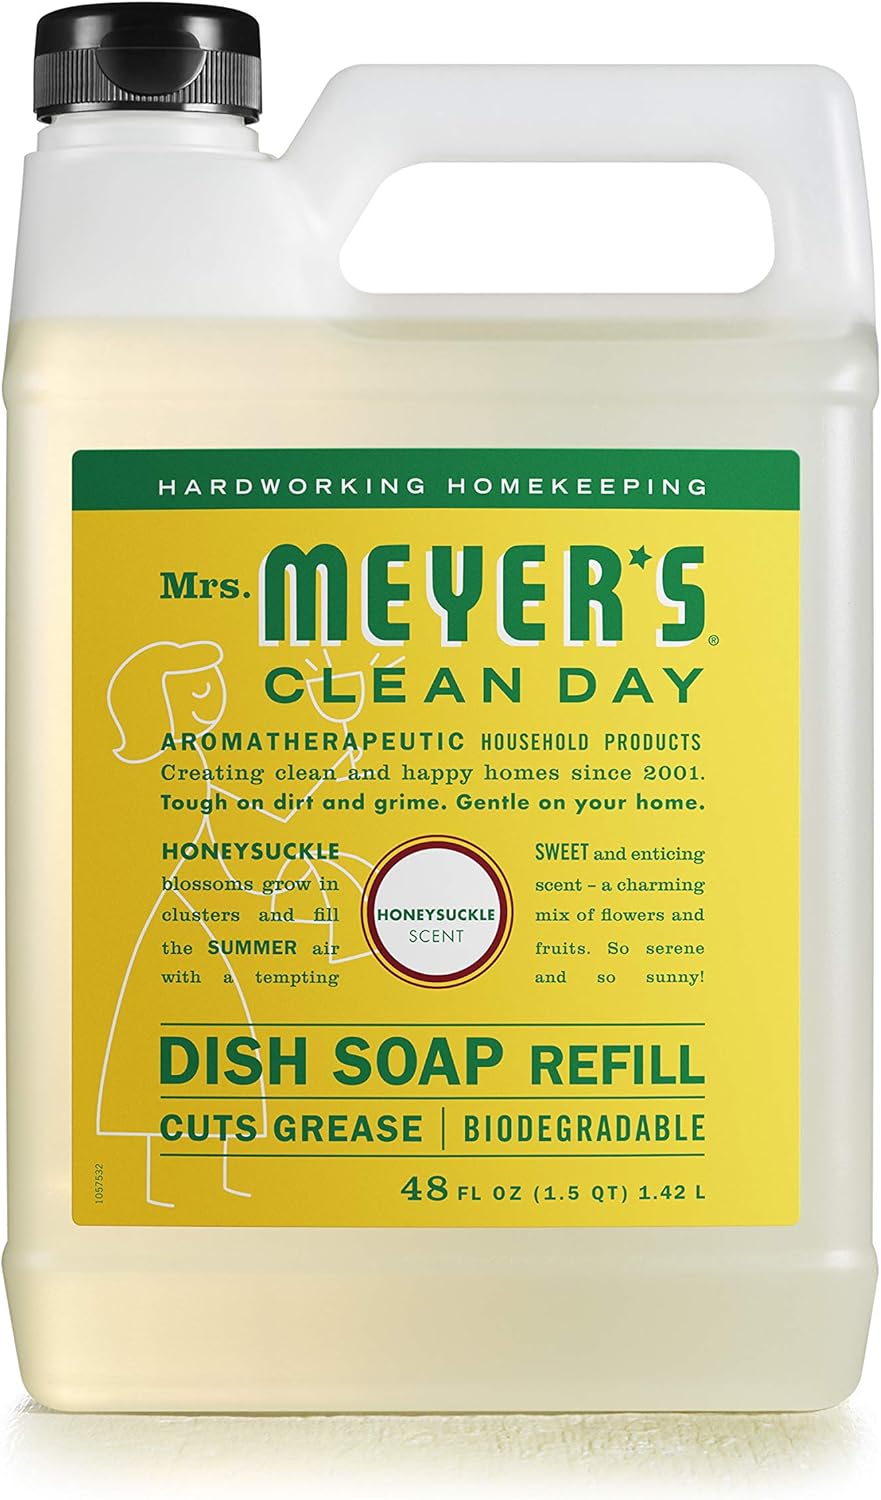 HARDWORKING HOMEKEEPING
Mrs. MEYER'S®
CLEAN DAY
AROMATHERAPEUTIC HOUSEHOLD PRODUCTS
Creating clean and happy homes since 2001.
Tough on dirt and grime. Gentle on your home.
HONEYSUCKLE
blossoms grow in
clusters and fill
the SUMMER air
with a tempting
HONEYSUCKLE
SCENT
SWEET and enticing
scent – a charming
mix of flowers and
fruits. So serene
and so sunny!
DISH SOAP REFILL
CUTS GREASE | BIODEGRADABLE
48 FL OZ (1.5 QT) 1.42 L
1057532